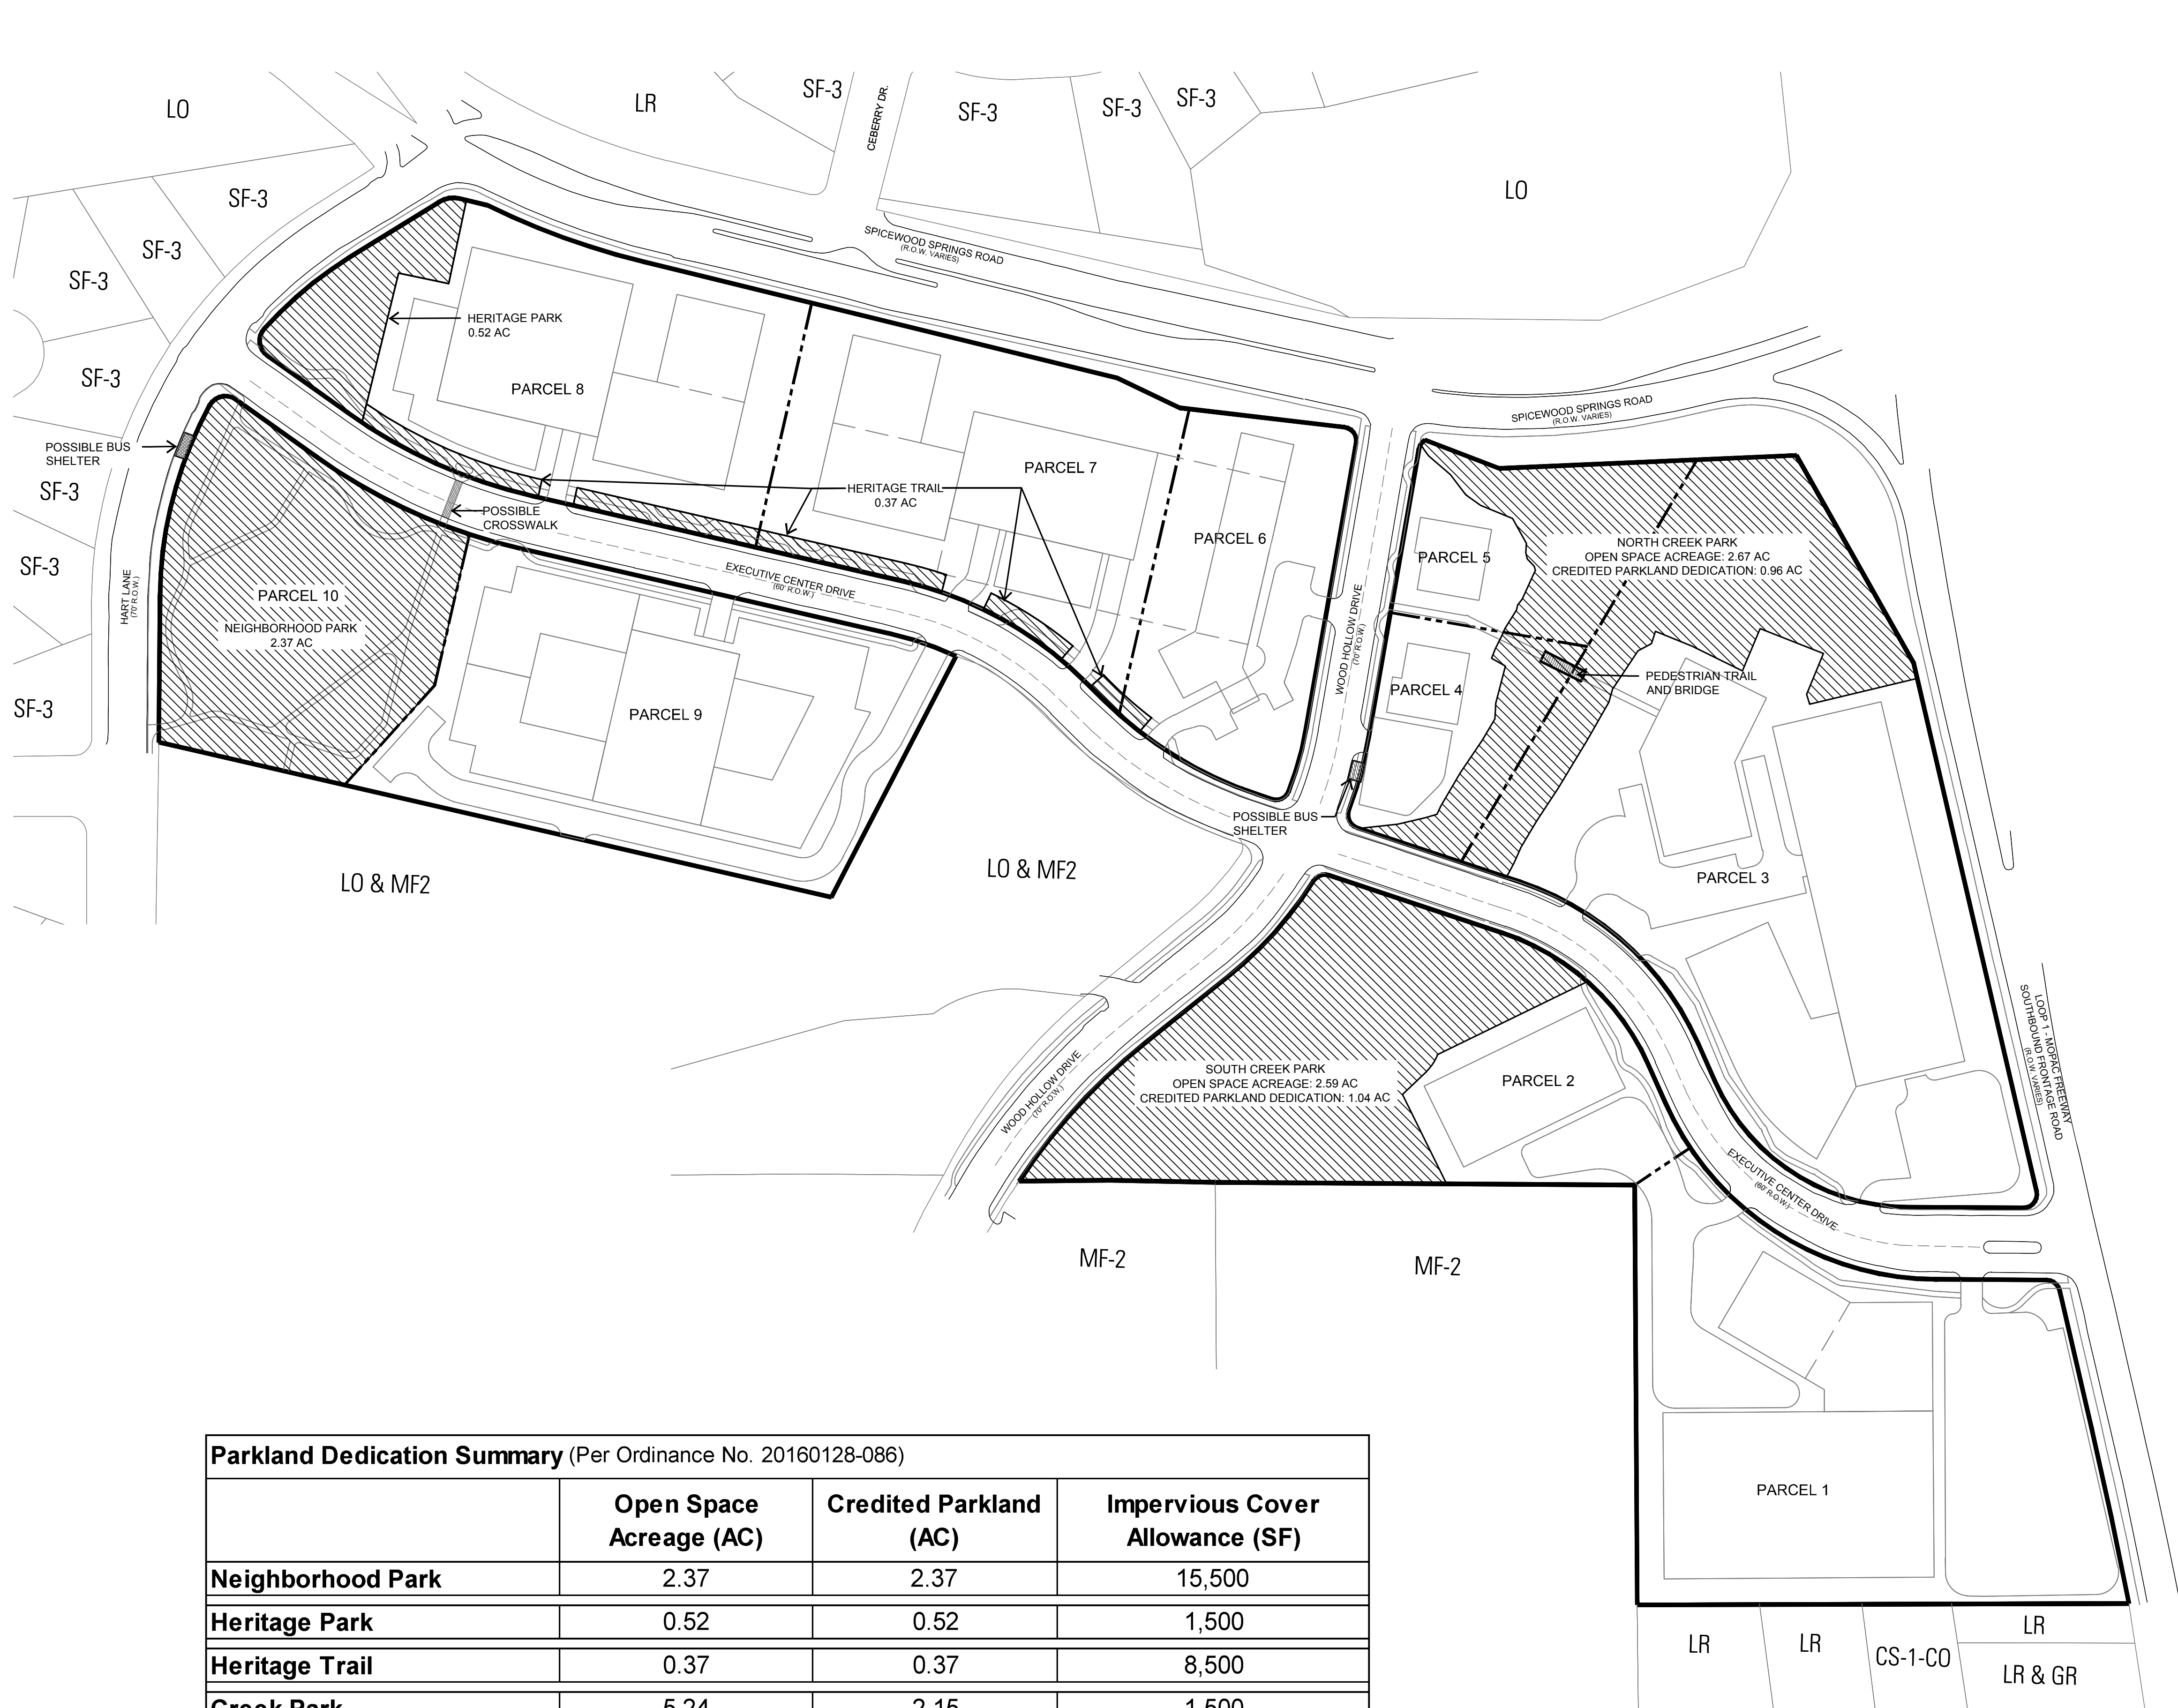 LO
LR
SF-3
CEBERRY DR.
SF-3
SF-3
SF-3
LO
SF-3
SF-3
SF-3
SF-3
SPICEWOOD SPRINGS ROAD
(R.O.W. VARIES)
HERITAGE PARK
0.52 AC
PARCEL 8
SPICEWOOD SPRINGS ROAD
(R.O.W. VARIES)
POSSIBLE BUS
SHELTER
SF-3
PARCEL 7
HERITAGE TRAIL
0.37 AC
POSSIBLE
CROSSWALK
PARCEL 6
PARCEL 5
NORTH CREEK PARK
OPEN SPACE ACREAGE: 2.67 AC
CREDITED PARKLAND DEDICATION: 0.96 AC
SF-3
HART LANE
(70' R.O.W.)
PARCEL 10
NEIGHBORHOOD PARK
2.37 AC
EXECUTIVE CENTER DRIVE
(60' R.O.W.)
WOOD HOLLOW DRIVE
(70' R.O.W.)
PARCEL 4
PEDESTRIAN TRAIL
AND BRIDGE
SF-3
PARCEL 9
POSSIBLE BUS
SHELTER
LO & MF2
LO & MF2
PARCEL 3
LOOP 1 - MOPAC FREEWAY
SOUTHBOUND FRONTAGE ROAD
(R.O.W. VARIES)
WOOD HOLLOW DRIVE
(70' R.O.W.)
SOUTH CREEK PARK
OPEN SPACE ACREAGE: 2.59 AC
CREDITED PARKLAND DEDICATION: 1.04 AC
PARCEL 2
EXECUTIVE CENTER DRIVE
(60' R.O.W.)
MF-2
MF-2
PARCEL 1
LR
LR
CS-1-CO
LR
LR & GR
Parkland Dedication Summary (Per Ordinance No. 20160128-086)
Open Space Acreage (AC) Credited Parkland (AC) Impervious Cover Allowance (SF)
Neighborhood Park 2.37 2.37 15,500
Heritage Park 0.52 0.52 1,500
Heritage Trail 0.37 0.37 8,500
Creek Park 5.24 2.15 1,500